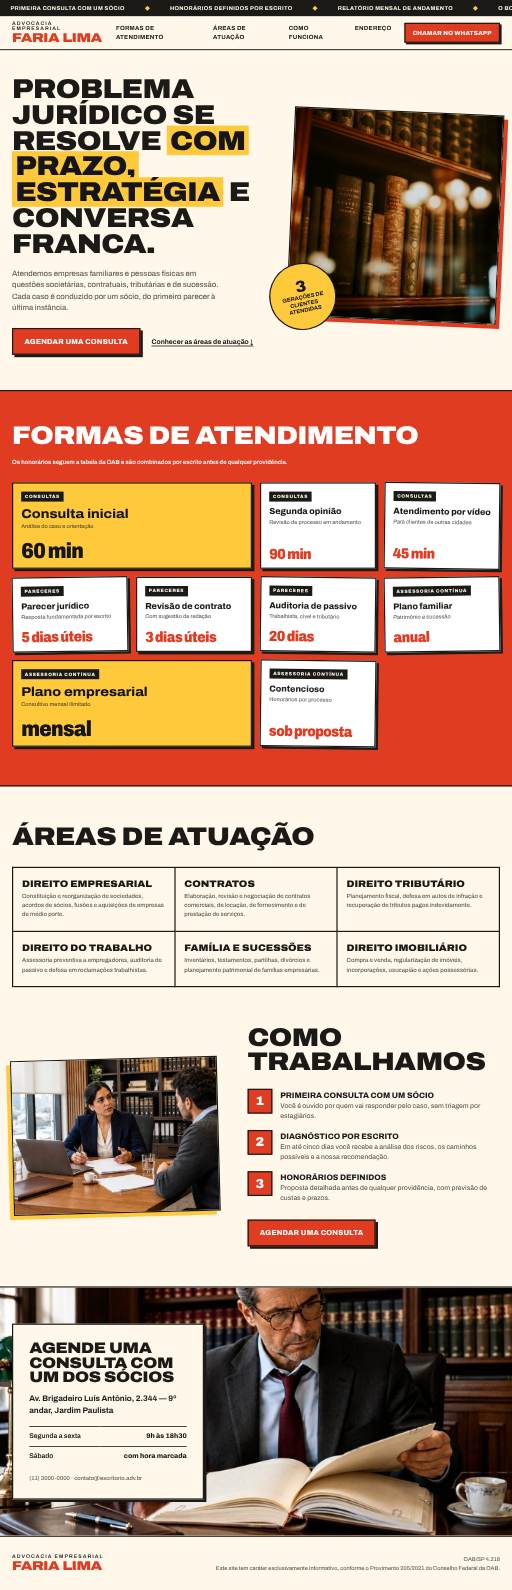 PRIMEIRA CONSULTA COM UM SÓCIO ◆ HONORÁRIOS DEFINIDOS POR ESCRITO ◆ RELATÓRIO MENSAL DE ANDAMENTO ◆
ADVOCACIA
EMPRESARIAL
FARIA LIMA
FORMAS DE
ATENDIMENTO
ÁREAS DE
ATUAÇÃO
COMO
FUNCIONA
ENDEREÇO
CHAMAR NO WHATSAPP
PROBLEMA
JURÍDICO SE
RESOLVE COM
PRAZO,
ESTRATÉGIA E
CONVERSA
FRANCA.
Atendemos empresas familiares e pessoas físicas em
questões societárias, contratuais, tributárias e de sucessão.
Cada caso é conduzido por um sócio, do primeiro parecer à
última instância.
AGENDAR UMA CONSULTA
Conhecer as áreas de atuação ↓
3
GERAÇÕES DE
CLIENTES
ATENDIDAS
FORMAS DE ATENDIMENTO
Os honorários seguem a tabela da OAB e são combinados por escrito antes de qualquer providência.
CONSULTAS
Consulta inicial
Análise do caso e orientação
60 min
CONSULTAS
Segunda opinião
Revisão de processo em andamento
90 min
CONSULTAS
Atendimento por vídeo
Para clientes de outras cidades
45 min
PARECERES
Parecer jurídico
Resposta fundamentada por escrito
5 dias úteis
PARECERES
Revisão de contrato
Com sugestão de redação
3 dias úteis
PARECERES
Auditoria de passivo
Trabalhista, cível e tributário
20 dias
ASSESSORIA CONTÍNUA
Plano familiar
Patrimônio e sucessão
anual
ASSESSORIA CONTÍNUA
Plano empresarial
Consultivo mensal ilimitado
mensal
ASSESSORIA CONTÍNUA
Contencioso
Honorários por processo
sob proposta
ÁREAS DE ATUAÇÃO
DIREITO EMPRESARIAL
Constituição e reorganização de sociedades,
acordos de sócios, fusões e aquisições de empresas
de médio porte.
CONTRATOS
Elaboração, revisão e negociação de contratos
comerciais, de locação, de fornecimento e de
prestação de serviços.
DIREITO TRIBUTÁRIO
Planejamento fiscal, defesa em autos de infração e
recuperação de tributos pagos indevidamente.
DIREITO DO TRABALHO
Assessoria preventiva a empregadores, auditoria de
passivo e defesa em reclamações trabalhistas.
FAMÍLIA E SUCESSÕES
Inventários, testamentos, partilhas, divórcios e
planejamento patrimonial de famílias empresárias.
DIREITO IMOBILIÁRIO
Compra e venda, regularização de imóveis,
incorporações, usucapião e ações possessórias.
COMO
TRABALHAMOS
1
PRIMEIRA CONSULTA COM UM SÓCIO
Você é ouvido por quem vai responder pelo caso, sem triagem por
estagiários.
2
DIAGNÓSTICO POR ESCRITO
Em até cinco dias você recebe a análise dos riscos, os caminhos
possíveis e a nossa recomendação.
3
HONORÁRIOS DEFINIDOS
Proposta detalhada antes de qualquer providência, com previsão de
custas e prazos.
AGENDAR UMA CONSULTA
AGENDE UMA
CONSULTA COM
UM DOS SÓCIOS
Av. Brigadeiro Luís Antônio, 2.344 — 9º
andar, Jardim Paulista
Segunda a sexta 9h às 18h30
Sábado com hora marcada
(11) 3000-0000 · contato@escritorio.adv.br
ADVOCACIA EMPRESARIAL
FARIA LIMA
OAB/SP 4.218
Este site tem caráter exclusivamente informativo, conforme o Provimento 205/2021 do Conselho Federal da OAB.